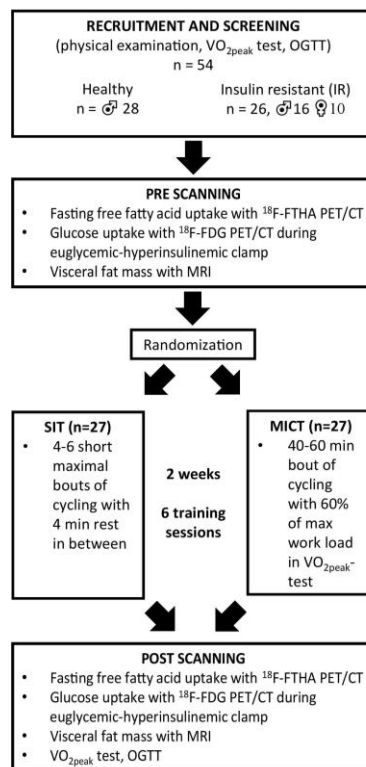 RECRUITMENT AND SCREENING
(physical examination, VO2peak test, OGTT)
n = 54
Healthy
n = ♂ 28
Insulin resistant (IR)
n = 26, ♂16 ♀10
PRE SCANNING
• Fasting free fatty acid uptake with 18F-FTHA PET/CT
• Glucose uptake with 18F-FDG PET/CT during
euglycemic-hyperinsulinemic clamp
• Visceral fat mass with MRI
Randomization
SIT (n=27)
• 4-6 short
maximal
bouts of
cycling with
4 min rest
in between
2 weeks
6 training
sessions
MICT (n=27)
• 40-60 min
bout of
cycling
with 60%
of max
work load
in VO2peak-
test
POST SCANNING
• Fasting free fatty acid uptake with 18F-FTHA PET/CT
• Glucose uptake with 18F-FDG PET/CT during
euglycemic-hyperinsulinemic clamp
• Visceral fat mass with MRI
• VO2peak test, OGTT